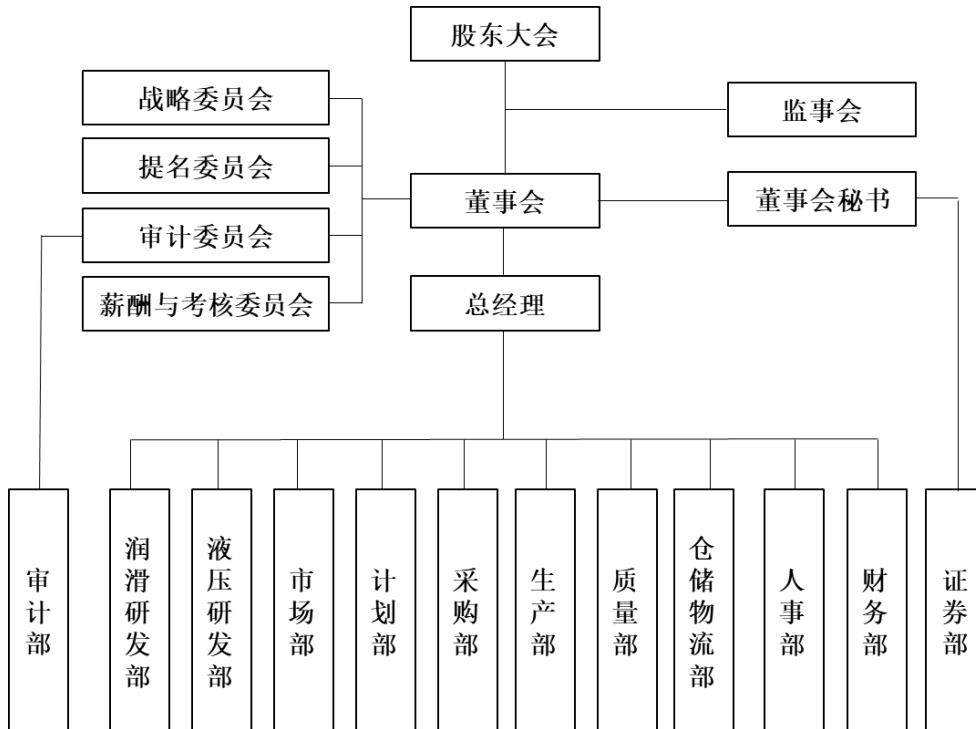 股东大会
战略委员会
监事会
提名委员会
董事会
董事会秘书
审计委员会
薪酬与考核委员会
总经理
审计部
润滑研发部
液压研发部
市场部
计划部
采购部
生产部
质量部
仓储物流部
人事部
财务部
证券部